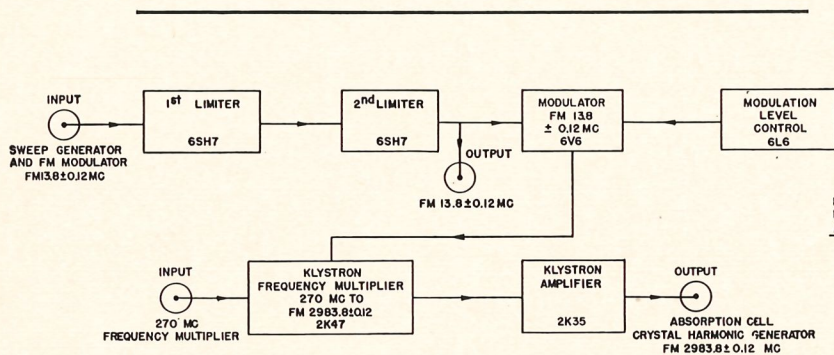 INPUT
SWEEP GENERATOR
AND FM MODULATOR
FM13.8±0.12MC
1st LIMITER
6SH7
2nd LIMITER
6SH7
OUTPUT
FM 13.8±0.12 MC
MODULATOR
FM 13.8
± 0.12 MC
6V6
MODULATION
LEVEL
CONTROL
6L6
INPUT
270 MC
FREQUENCY MULTIPLIER
KLYSTRON
FREQUENCY MULTIPLIER
270 MC TO
FM 2983.8±0.12
2K47
KLYSTRON
AMPLIFIER
2K35
OUTPUT
ABSORPTION CELL
CRYSTAL HARMONIC GENERATOR
FM 2983.8± 0.12 MC